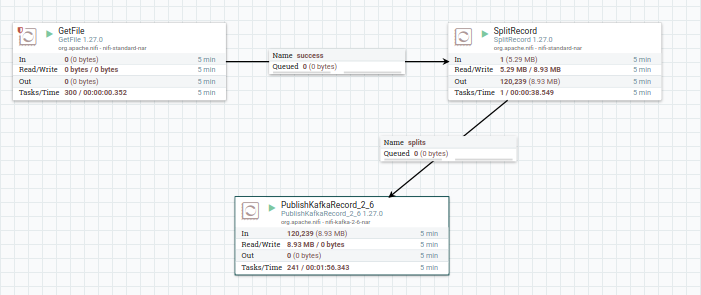 GetFile
GetFile 1.27.0
org.apache.nifi - nifi-standard-nar
In 0 (0 bytes) 5 min
Read/Write 0 bytes / 0 bytes 5 min
Out 0 (0 bytes) 5 min
Tasks/Time 300 / 00:00:00.352 5 min
Name success
Queued 0 (0 bytes)
SplitRecord
SplitRecord 1.27.0
org.apache.nifi - nifi-standard-nar
In 1 (5.29 MB) 5 min
Read/Write 5.29 MB / 8.93 MB 5 min
Out 120,239 (8.93 MB) 5 min
Tasks/Time 1 / 00:00:38.549 5 min
Name splits
Queued 0 (0 bytes)
PublishKafkaRecord_2_6
PublishKafkaRecord_2_6 1.27.0
org.apache.nifi - nifi-kafka-2-6-nar
In 120,239 (8.93 MB) 5 min
Read/Write 8.93 MB / 0 bytes 5 min
Out 0 (0 bytes) 5 min
Tasks/Time 241 / 00:01:56.343 5 min